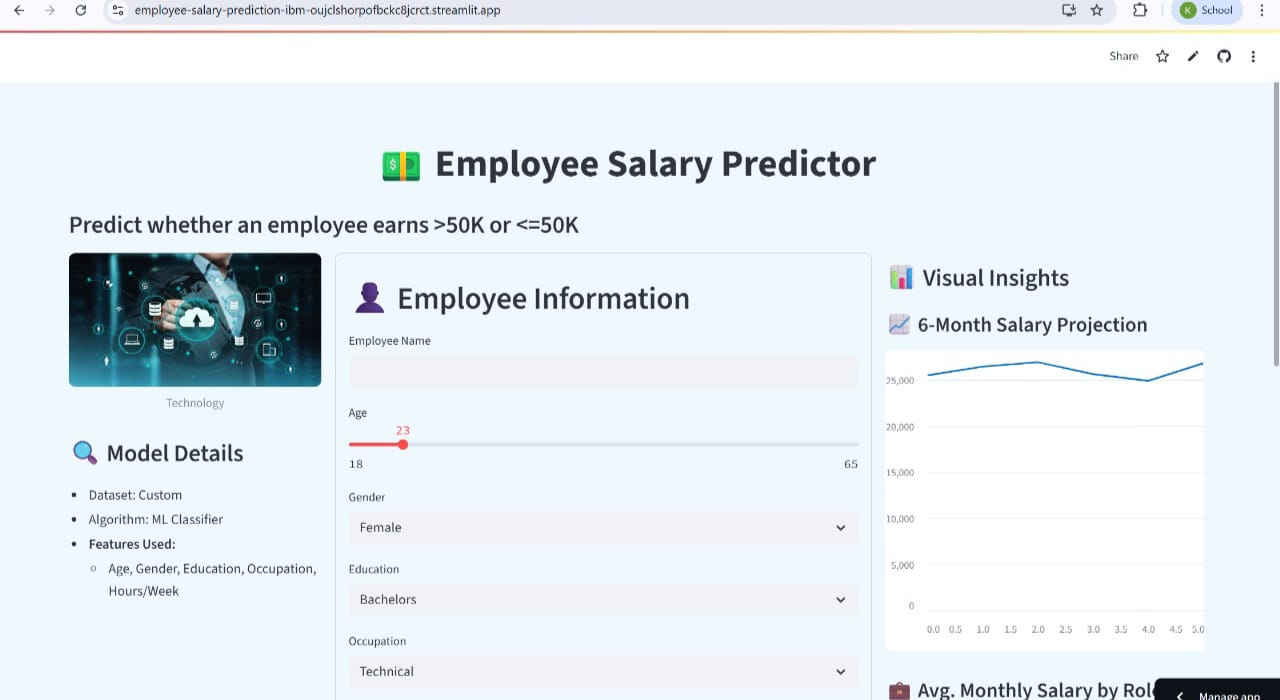 employee-salary-prediction-ibm-oujclshorpofbckc8jcrct.streamlit.app
K School
Share
Employee Salary Predictor
Predict whether an employee earns >50K or <=50K
Technology
Model Details
Dataset: Custom
Algorithm: ML Classifier
Features Used:
Age, Gender, Education, Occupation,
Hours/Week
Employee Information
Employee Name
Age
23
18 65
Gender
Female
Education
Bachelors
Occupation
Technical
Visual Insights
6-Month Salary Projection
25,000
20,000
15,000
10,000
5,000
0
0.0 0.5 1.0 1.5 2.0 2.5 3.0 3.5 4.0 4.5 5.0
Avg. Monthly Salary by Rol
Manage app